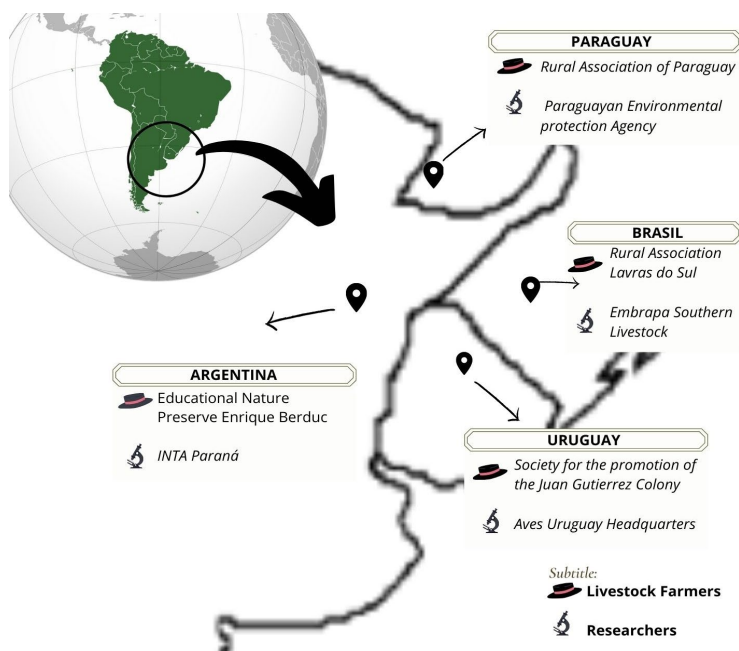 PARAGUAY
Rural Association of Paraguay
Paraguayan Environmental
protection Agency
BRASIL
Rural Association
Lavras do Sul
Embrapa Southern
Livestock
ARGENTINA
Educational Nature
Preserve Enrique Berduc
INTA Paraná
URUGUAY
Society for the promotion of
the Juan Gutierrez Colony
Aves Uruguay Headquarters
Subtitle:
Livestock Farmers
Researchers